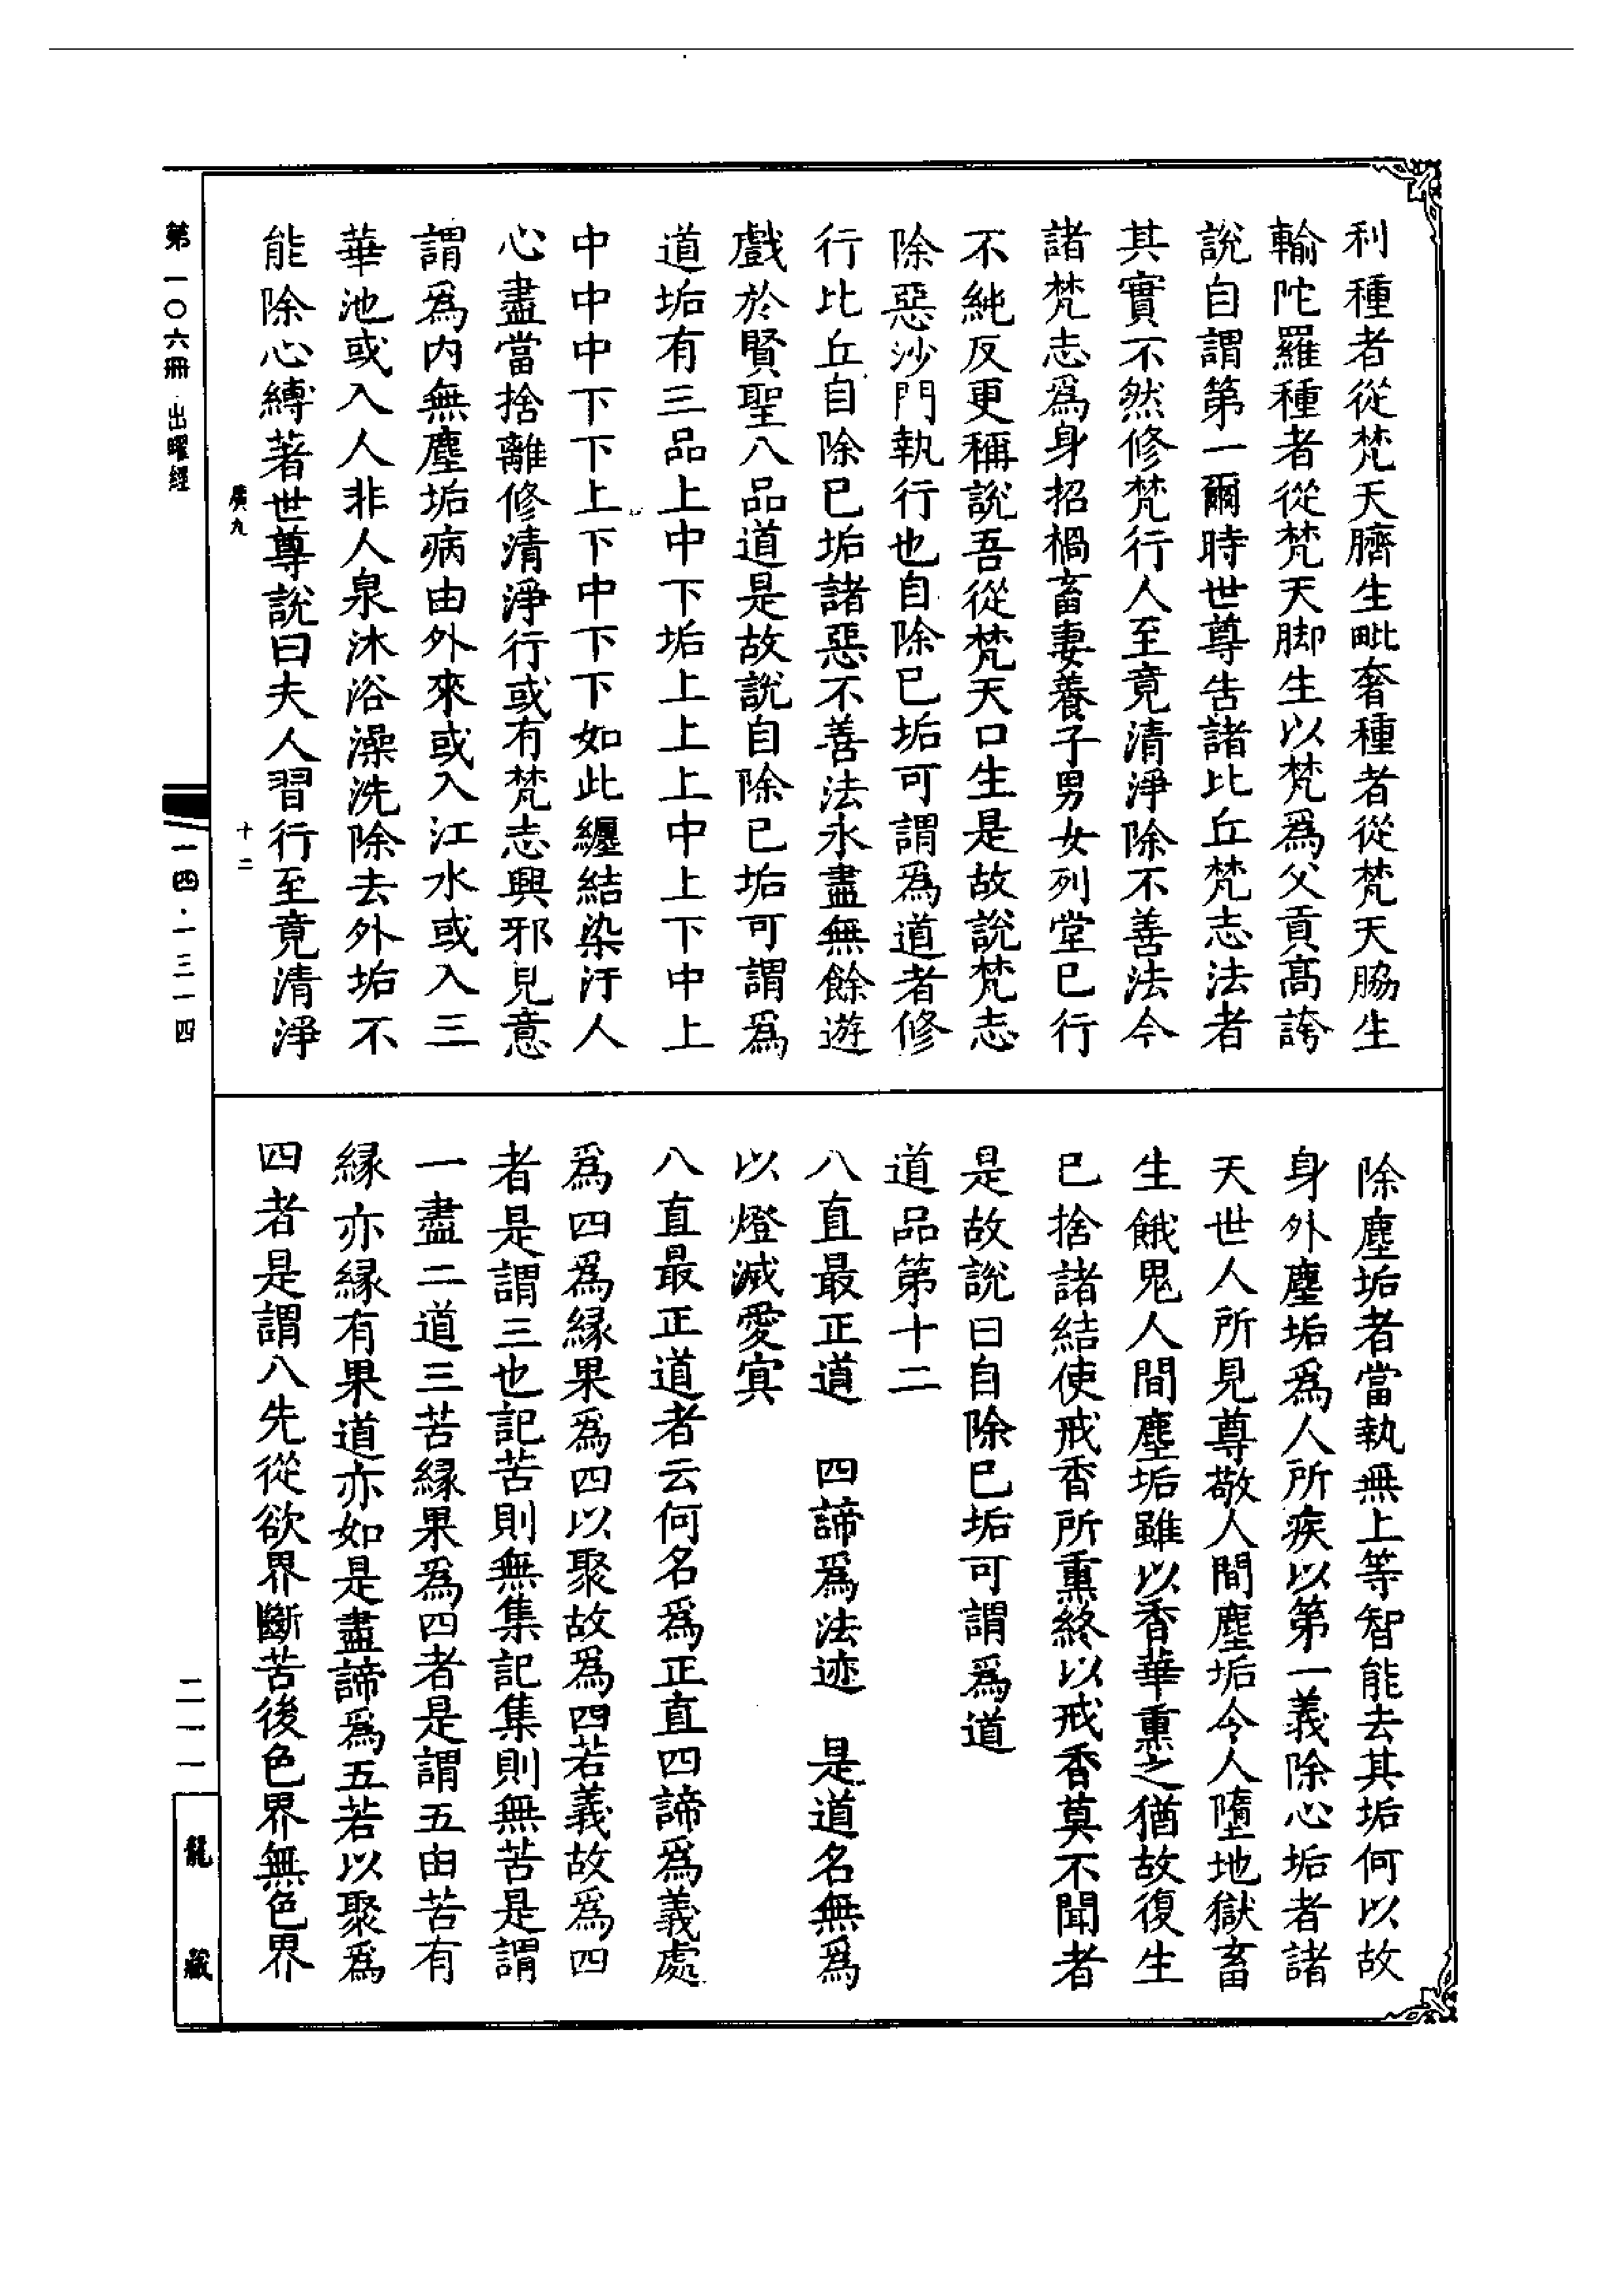 利種者從梵天臍生毗奢種者從梵天脇生
輸陀羅種者從梵天脚生以梵爲父貢高誇
說自謂第一爾時世尊告諸比丘梵志法者
其實不然修梵行人至竟清淨除不善法今
諸梵志爲身招禍畜妻養子男女列堂已行
不純反更稱說吾從梵天口生是故說梵志
除惡沙門執行也自除已垢可謂爲道者修
行比丘自除已垢諸惡不善法永盡無餘遊
戲於賢聖八品道是故說自除已垢可謂爲
道垢有三品上中下垢上上上中上下中上
中中中下下上下中下下如此纏結染汙人
心盡當捨離修清淨行或有梵志興邪見意
謂爲内無塵垢病由外來或入江水或入三
華池或入人非人泉沐浴澡洗除去外垢不
能除心縛著世尊說曰夫人習行至竟清淨
廣九
十二
除塵垢者當執無上等智能去其垢何以故
身外塵垢爲人所疾以第一義除心垢者諸
天世人所見尊敬人間塵垢令人墮地獄畜
生餓鬼人間塵垢雖以香華熏之猶故復生
已捨諸結使戒香所熏終以戒香莫不聞者
是故說曰自除已垢可謂爲道
道品第十二
八直最正道　四諦爲法迹　是道名無爲
以燈滅愛冥
八直最正道者云何名爲正直四諦爲義處
爲四爲緣果爲四以聚故爲四若義故爲四
者是謂三也記苦則無集記集則無苦是謂
一盡二道三苦緣果爲四者是謂五由苦有
緣亦緣有果道亦如是盡諦爲五若以聚爲
四者是謂八先從欲界斷苦後色界無色界
第一〇六冊
出曜經
一四·一三一四
二一一
龍藏